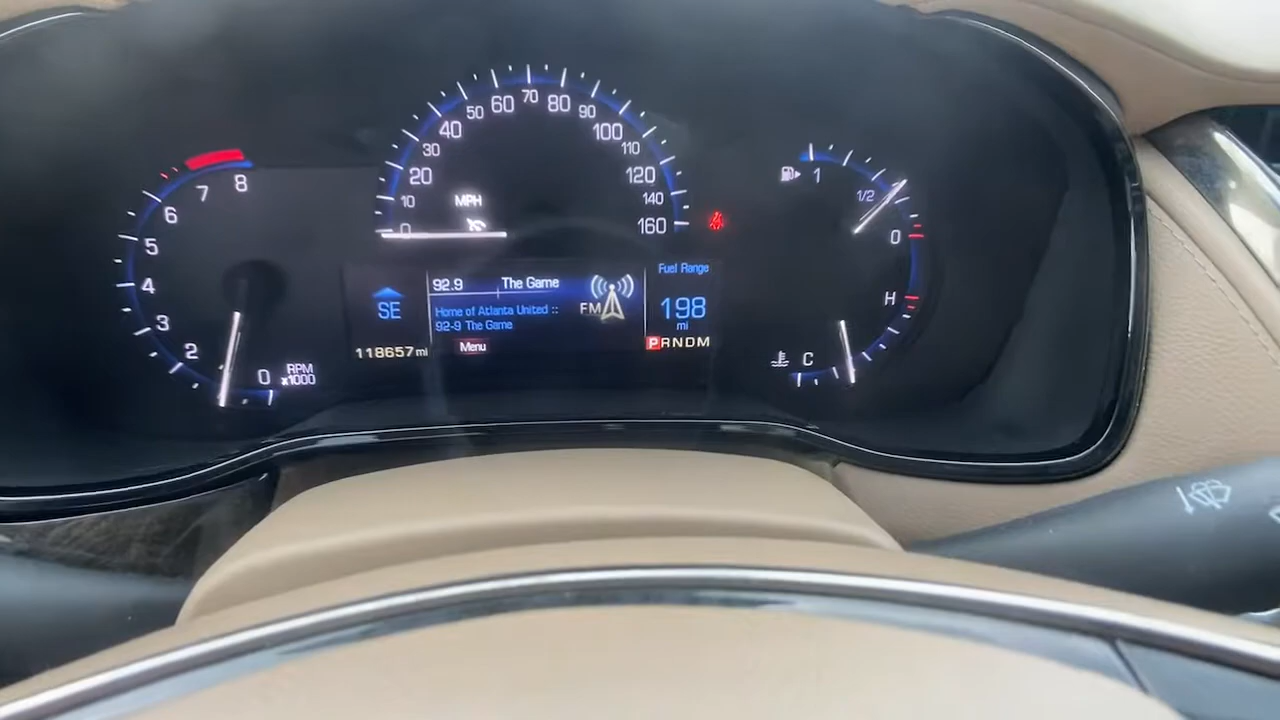 8
7
6
5
4
3
2
0
RPM
x1000
0
10
20
30
40
50
60
70
80
90
100
110
120
140
160
MPH
SE
118657 mi
92.9 The Game
Home of Atlanta United ::
92-9 The Game
Menu
FM
Fuel Range
198
mi
PRNDM
1
1/2
0
H
C